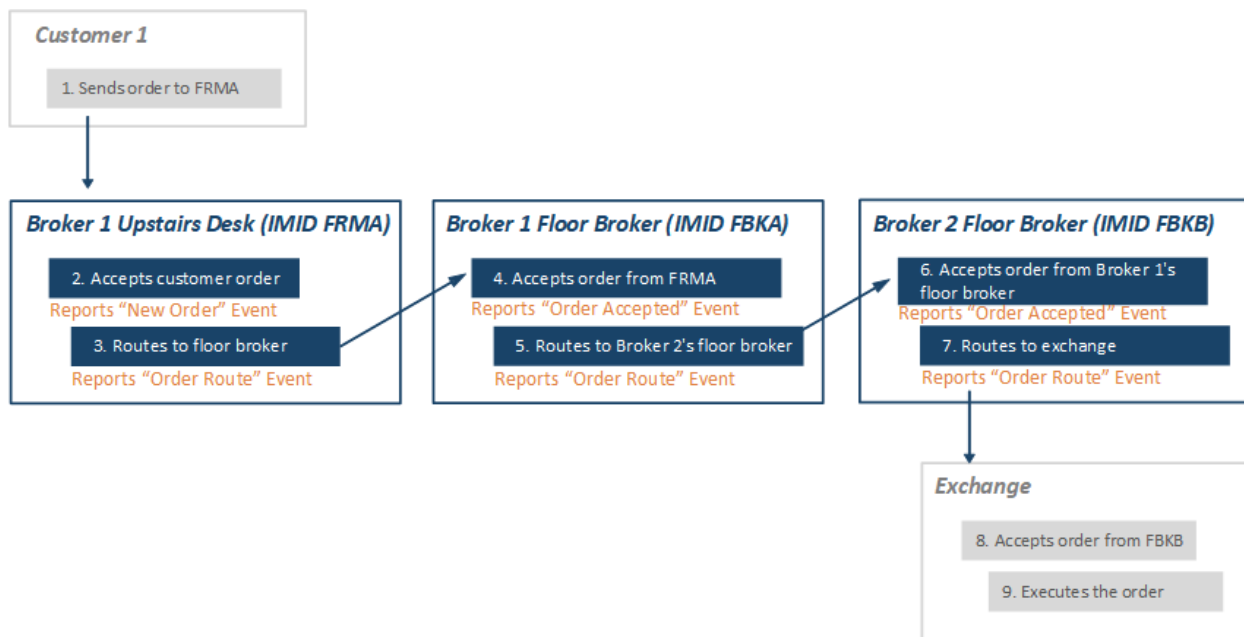 Customer 1
1. Sends order to FRMA
Broker 1 Upstairs Desk (IMID FRMA)
2. Accepts customer order
Reports “New Order” Event
3. Routes to floor broker
Reports “Order Route” Event
Broker 1 Floor Broker (IMID FBKA)
4. Accepts order from FRMA
Reports “Order Accepted” Event
5. Routes to Broker 2's floor broker
Reports “Order Route” Event
Broker 2 Floor Broker (IMID FBKB)
6. Accepts order from Broker 1's
floor broker
Reports “Order Accepted” Event
7. Routes to exchange
Reports “Order Route” Event
Exchange
8. Accepts order from FBKB
9. Executes the order